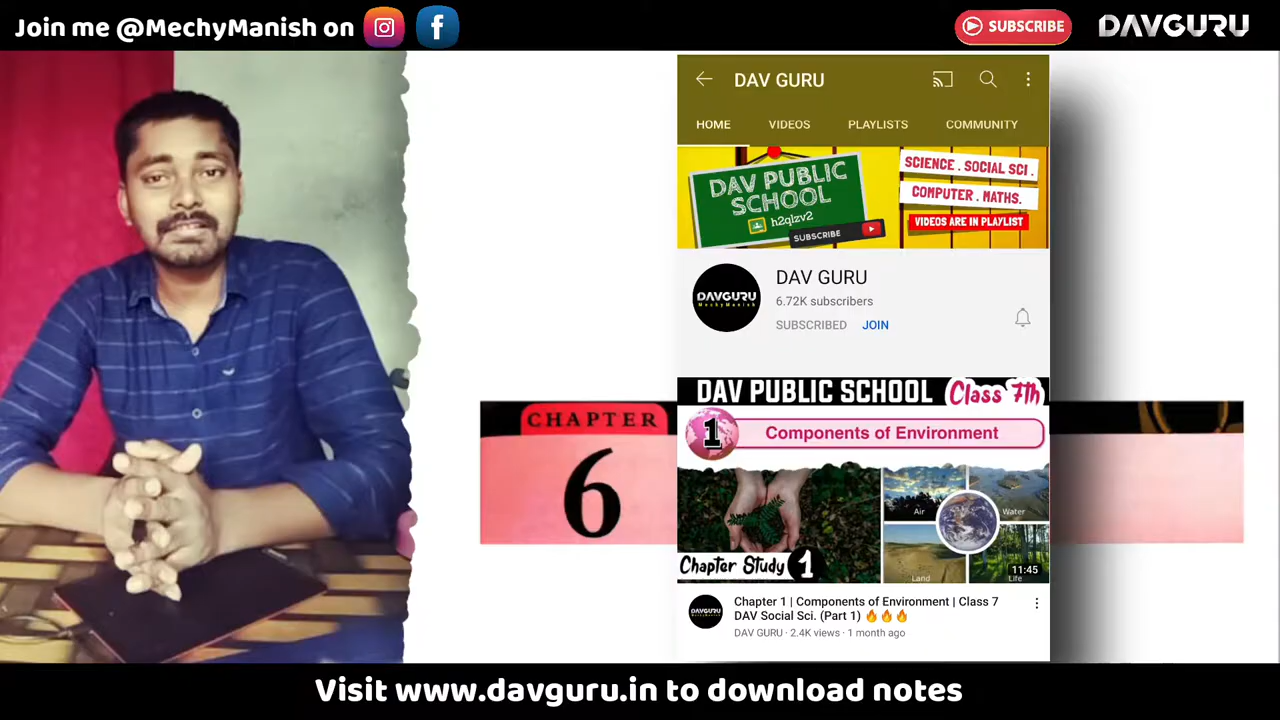 Join me @MechyManish on
SUBSCRIBE
DAVGURU
DAV GURU
HOME VIDEOS PLAYLISTS COMMUNITY
DAV PUBLIC
SCHOOL
h2qlzv2
SUBSCRIBE
SCIENCE . SOCIAL SCI .
COMPUTER . MATHS.
VIDEOS ARE IN PLAYLIST
DAVGURU
MechyManish
DAV GURU
6.72K subscribers
SUBSCRIBED JOIN
DAV PUBLIC SCHOOL Class 7th
1 Components of Environment
CHAPTER
6
Air
Water
Land
Life
Chapter Study 1
11:45
DAVGURU
Chapter 1 | Components of Environment | Class 7
DAV Social Sci. (Part 1) 🔥🔥🔥
DAV GURU · 2.4K views · 1 month ago
Visit www.davguru.in to download notes